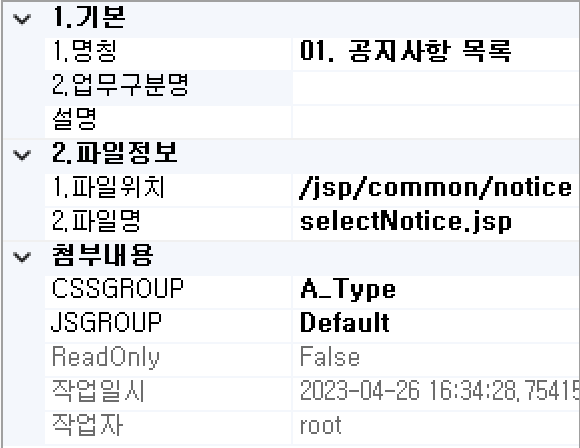 1.기본
1.명칭 01. 공지사항 목록
2.업무구분명
설명
2.파일정보
1.파일위치 /jsp/common/notice
2.파일명 selectNotice.jsp
첨부내용
CSSGROUP A_Type
JSGROUP Default
ReadOnly False
작업일시 2023-04-26 16:34:28.75415
작업자 root